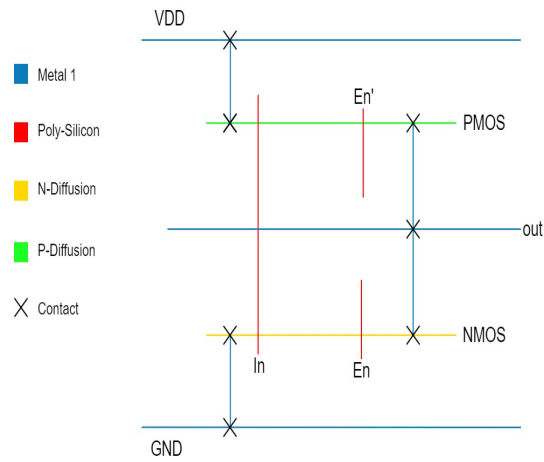 VDD
Metal 1
En'
Poly-Silicon
PMOS
N-Diffusion
out
P-Diffusion
Contact
NMOS
In
En
GND